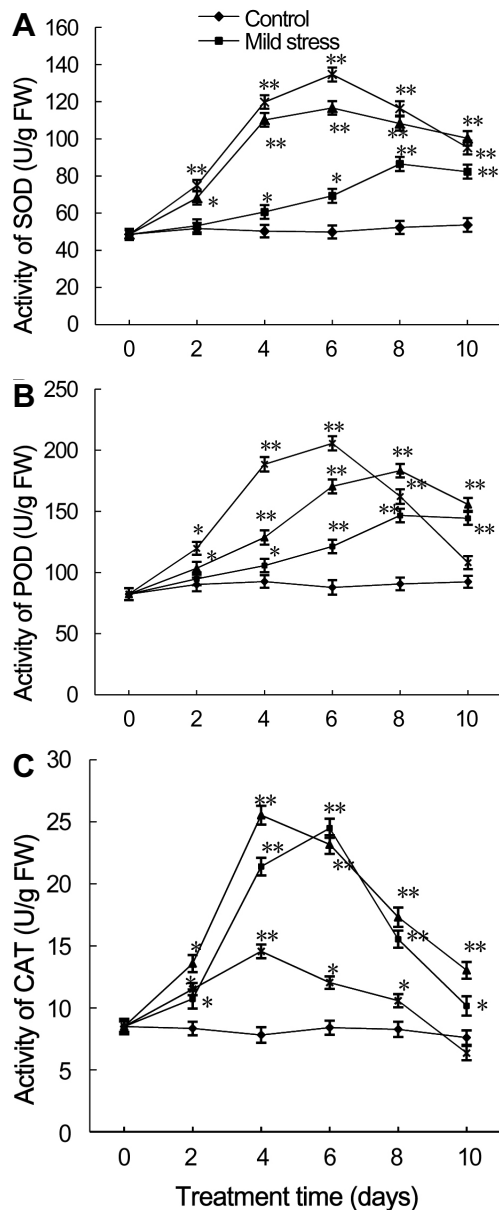 A
Control
Mild stress
Activity of SOD (U/g FW)
160
140
120
100
80
60
40
20
0
** ** ** ** ** ** ** **
* * * ** **
0 2 4 6 8 10
B
Activity of POD (U/g FW)
250
200
150
100
50
0
* ** ** ** ** **
* ** ** ** **
* ** **
0 2 4 6 8 10
C
Activity of CAT (U/g FW)
30
25
20
15
10
5
0
* ** ** ** **
* ** ** ** *
* ** * *
0 2 4 6 8 10
Treatment time (days)